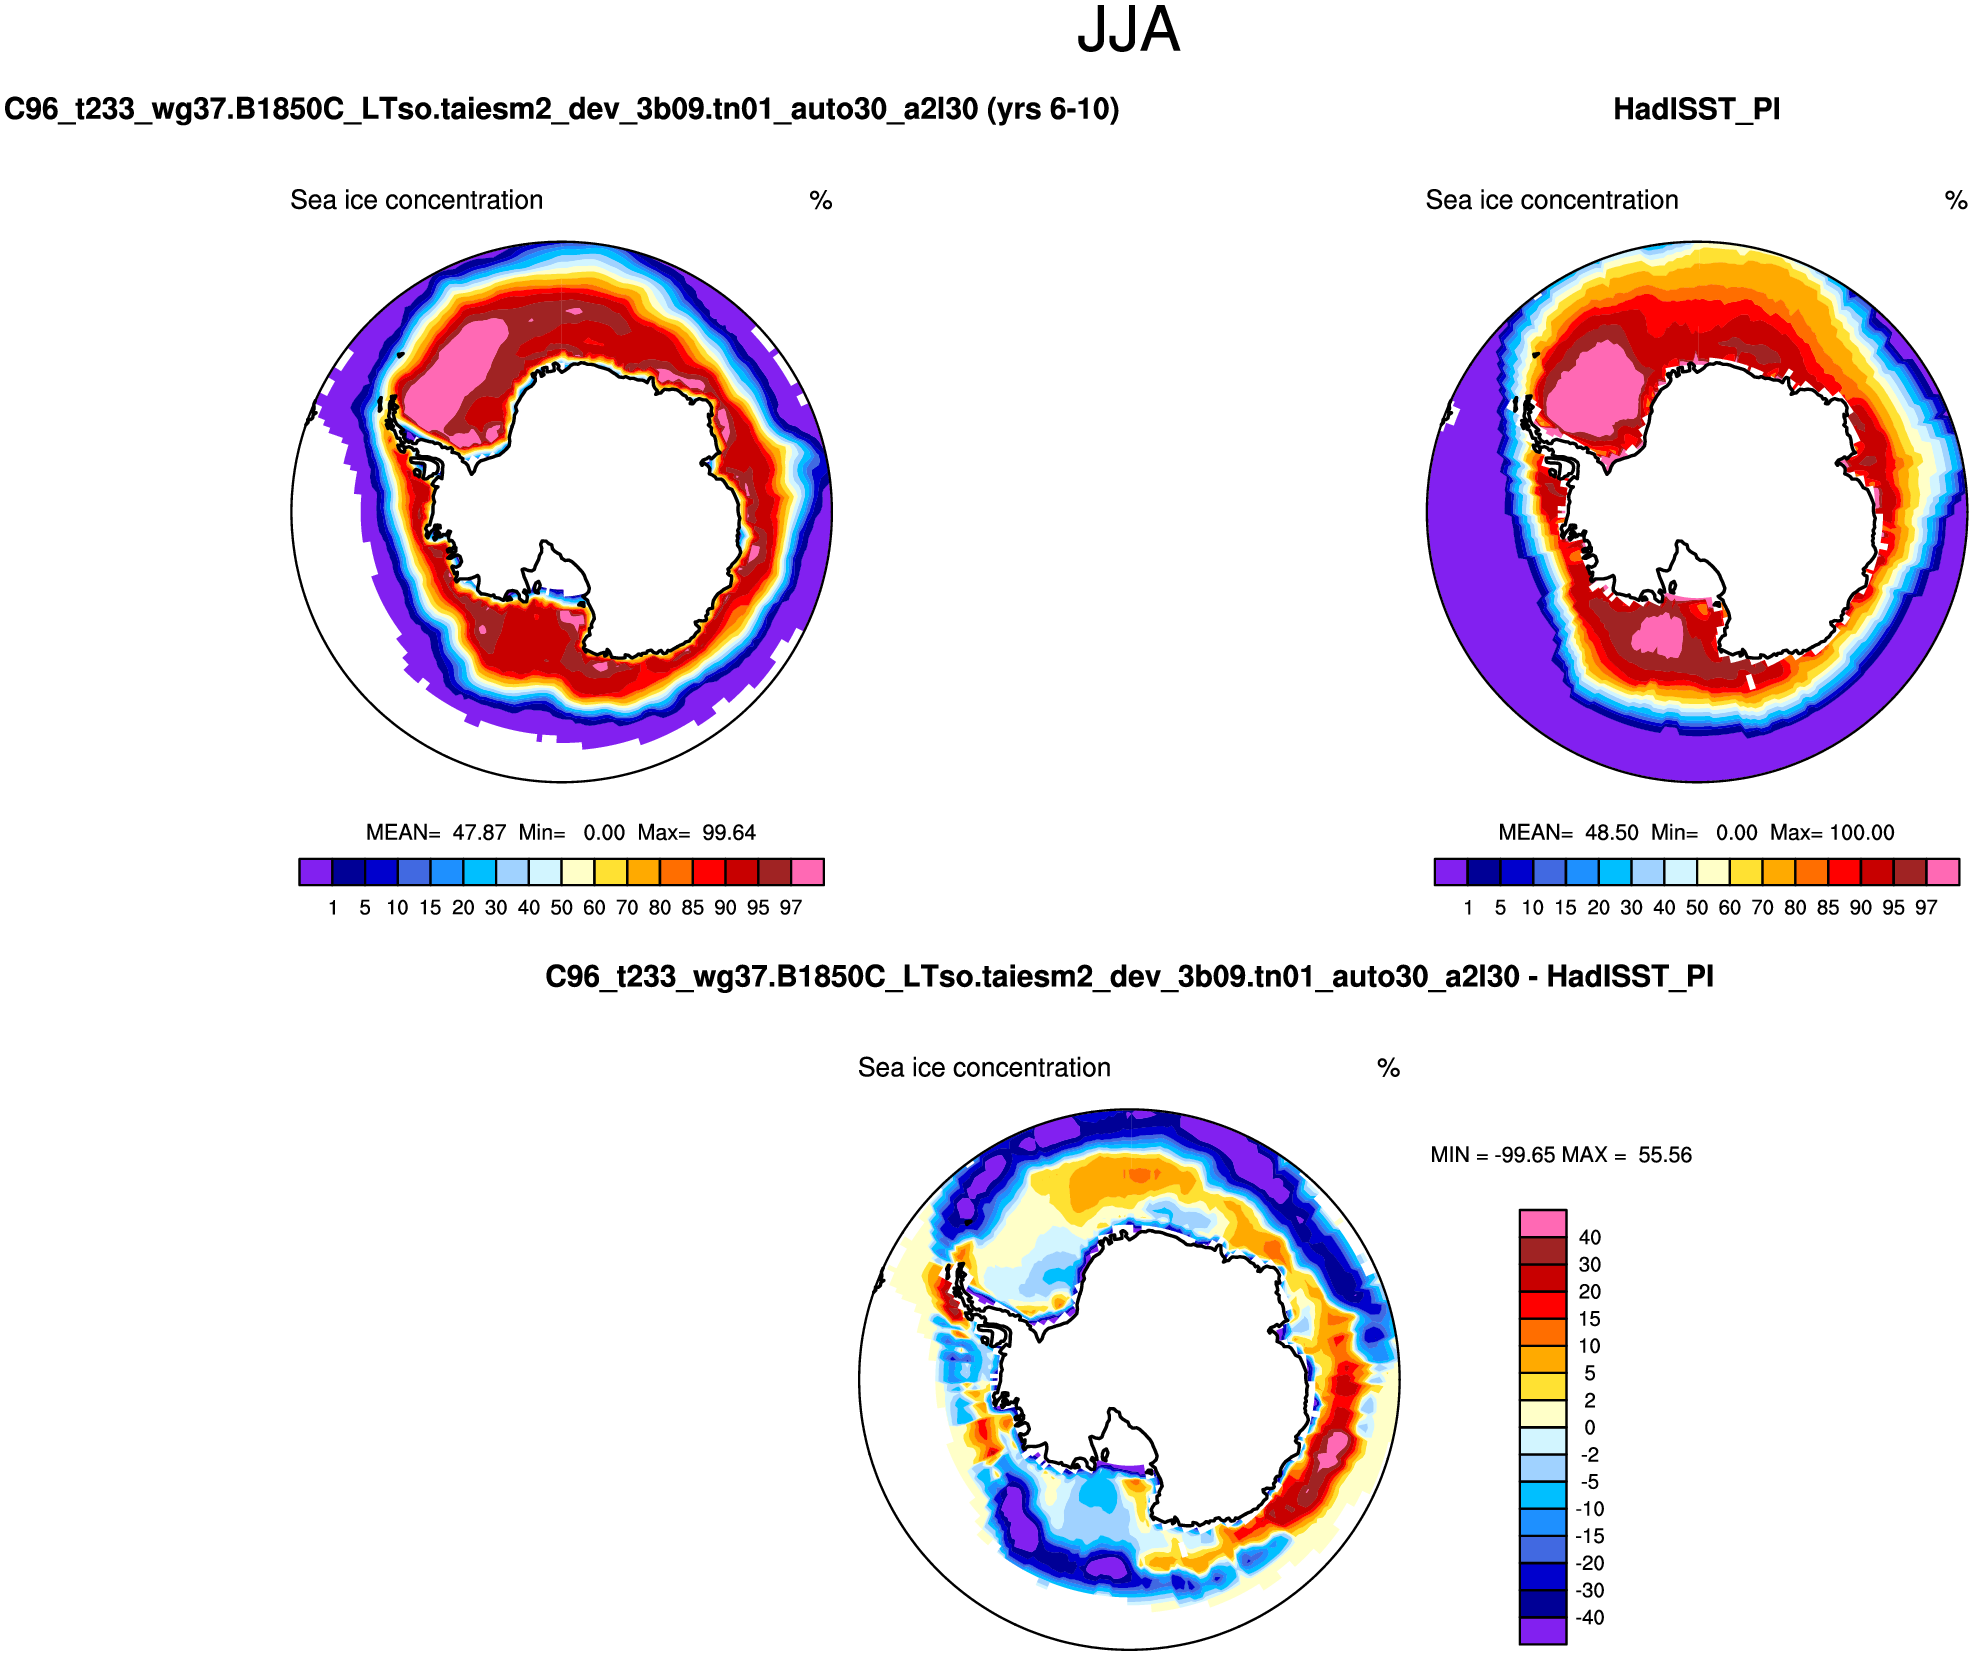 JJA
C96_t233_wg37.B1850C_LTso.taiesm2_dev_3b09.tn01_auto30_a2l30 (yrs 6-10)
HadISST_PI
Sea ice concentration %
Sea ice concentration %
MEAN= 47.87 Min= 0.00 Max= 99.64
MEAN= 48.50 Min= 0.00 Max= 100.00
1 5 10 15 20 30 40 50 60 70 80 85 90 95 97
1 5 10 15 20 30 40 50 60 70 80 85 90 95 97
C96_t233_wg37.B1850C_LTso.taiesm2_dev_3b09.tn01_auto30_a2l30 - HadISST_PI
Sea ice concentration %
MIN = -99.65 MAX = 55.56
40
30
20
15
10
5
2
0
-2
-5
-10
-15
-20
-30
-40